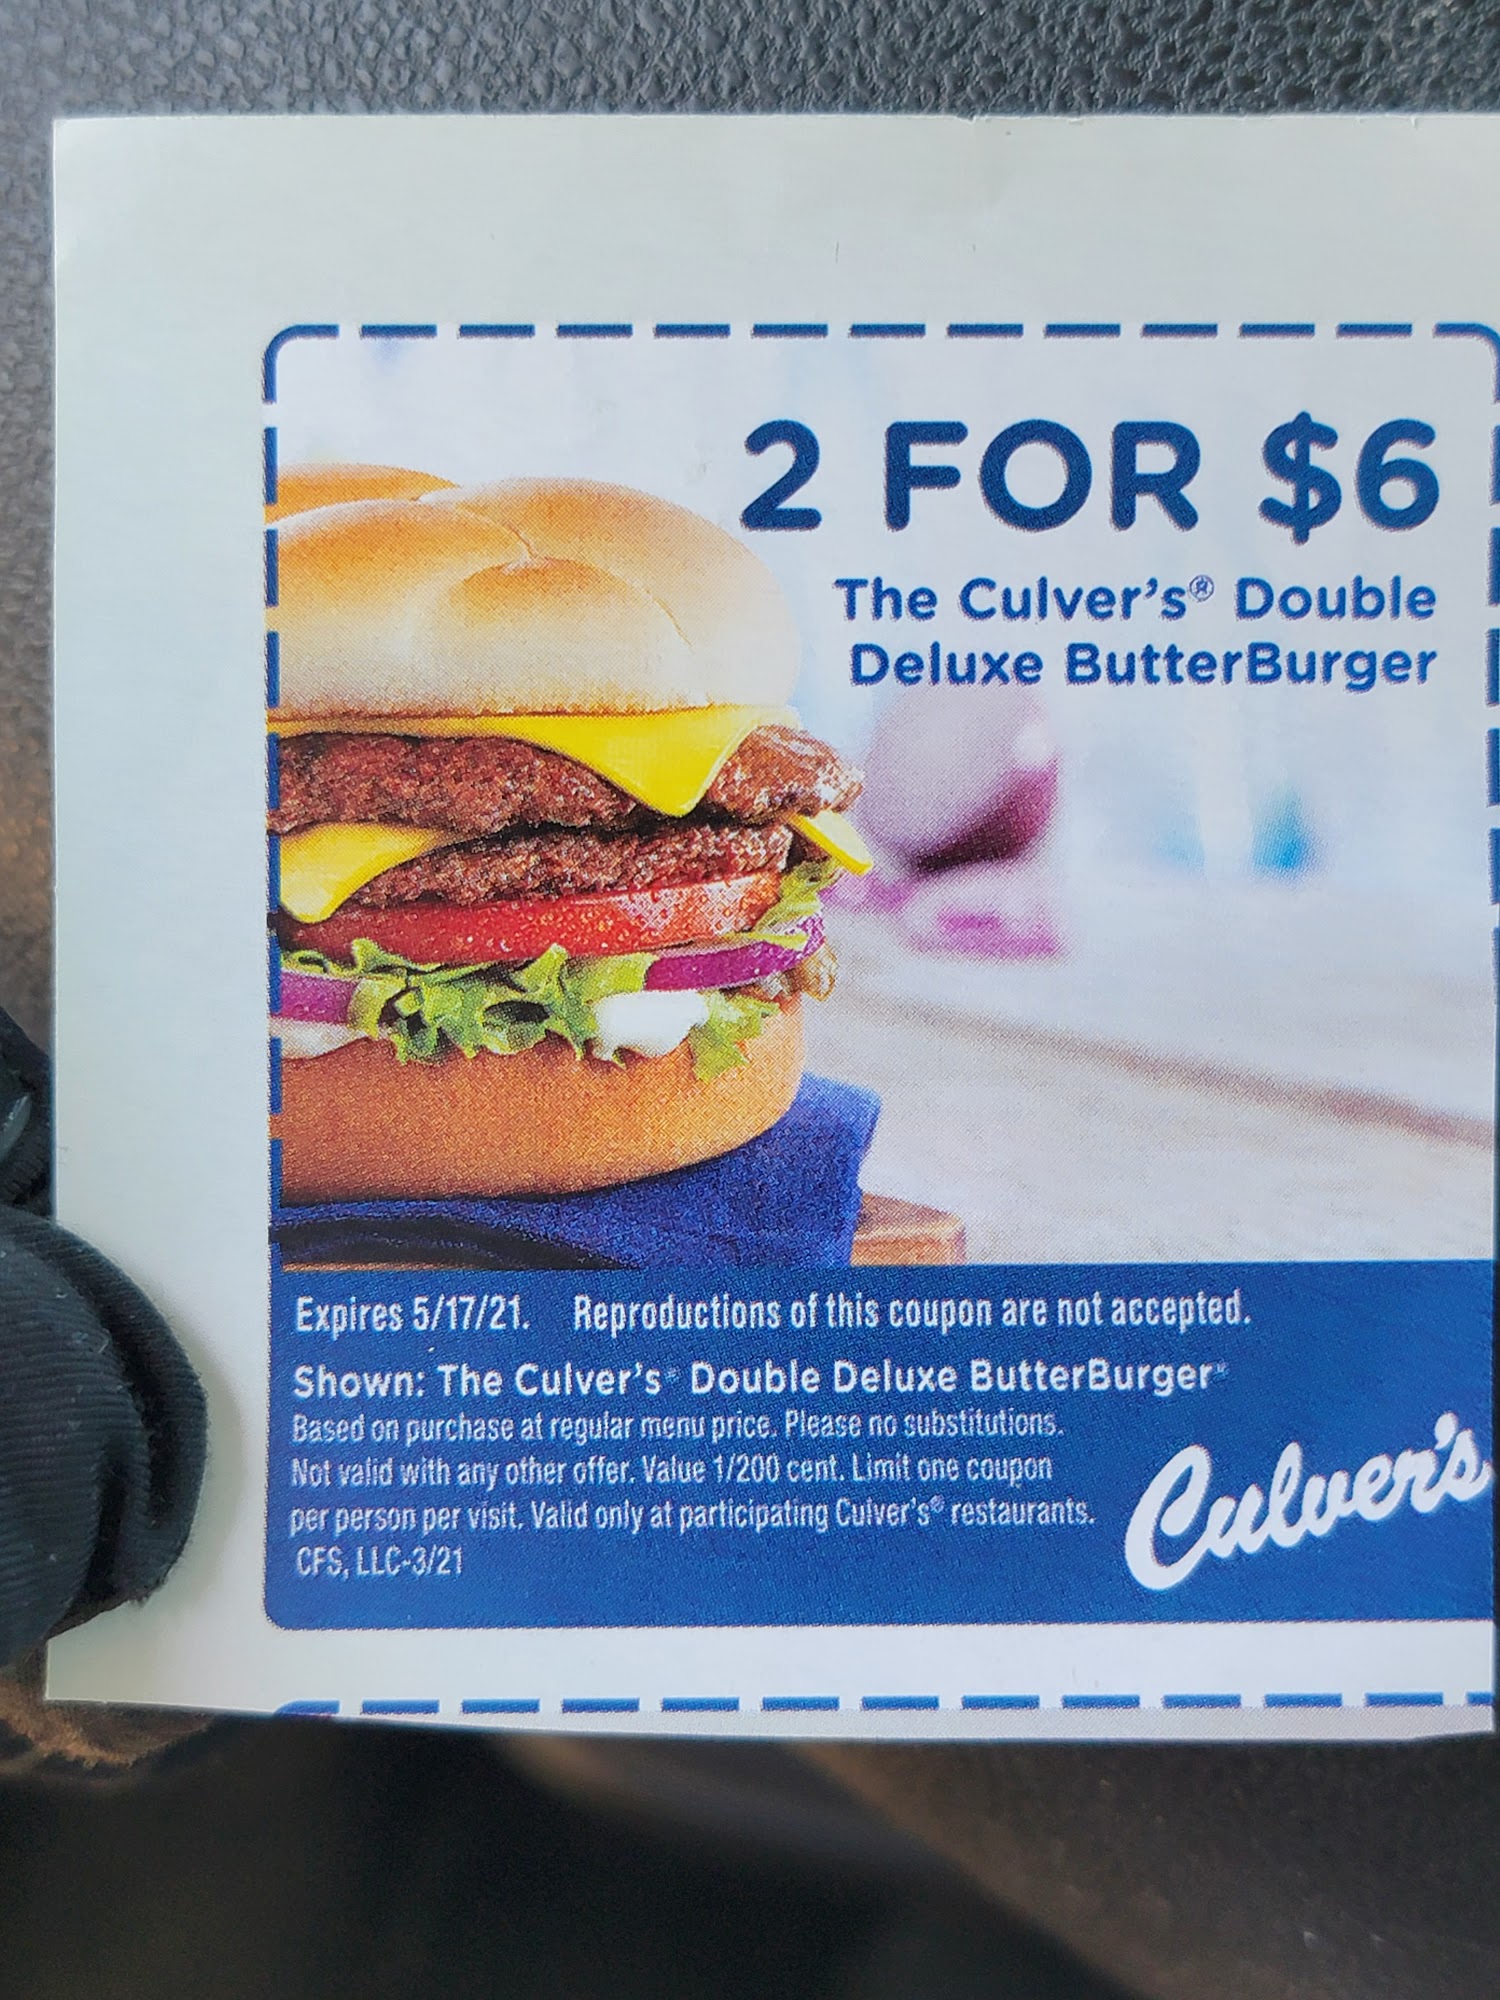 2 FOR $6
The Culver's® Double
Deluxe ButterBurger
Expires 5/17/21. Reproductions of this coupon are not accepted.
Shown: The Culver's® Double Deluxe ButterBurger®
Based on purchase at regular menu price. Please no substitutions.
Not valid with any other offer. Value 1/200 cent. Limit one coupon
per person per visit. Valid only at participating Culver's® restaurants.
CFS, LLC-3/21
Culver's